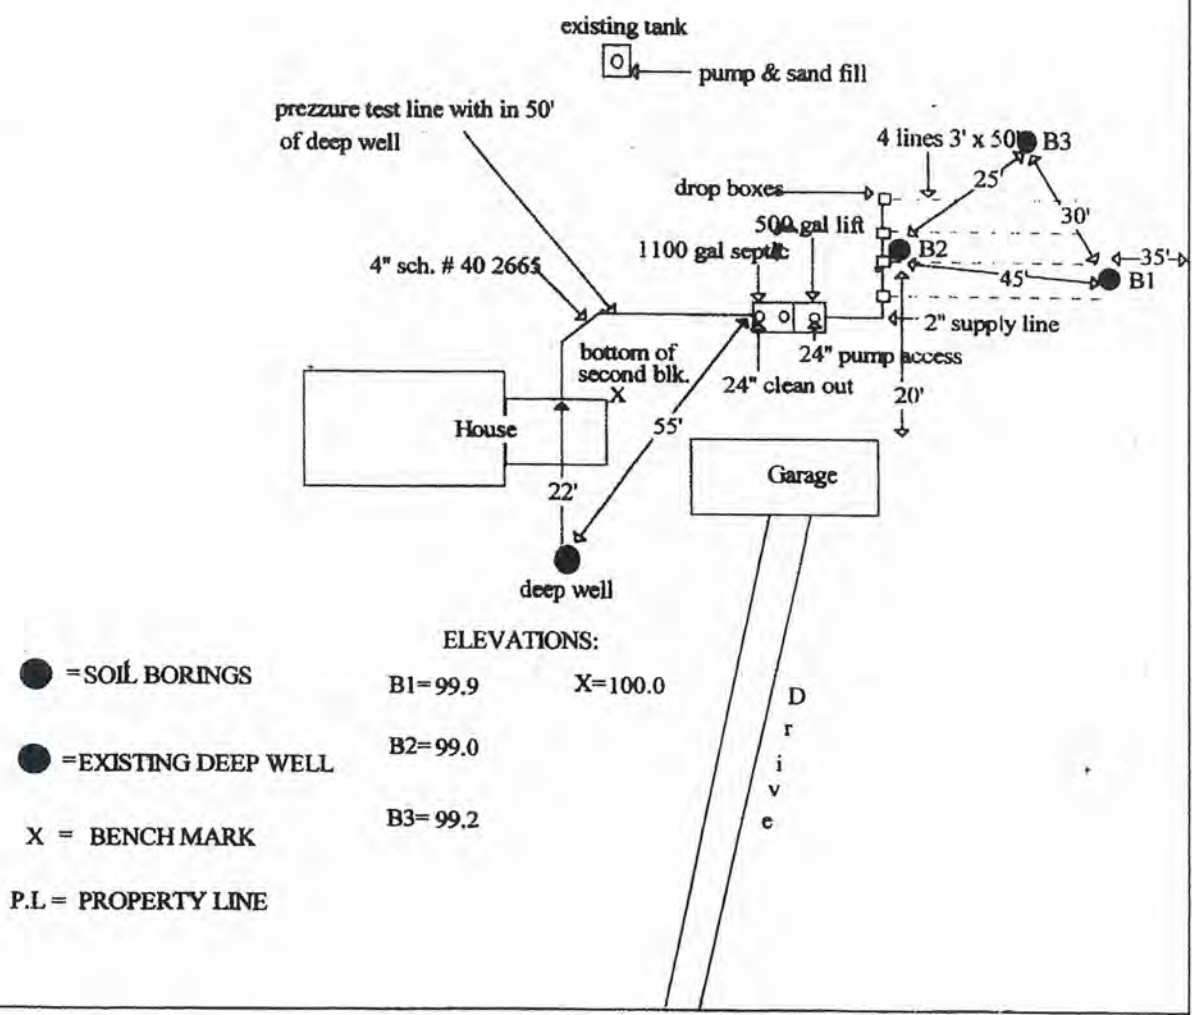 existing tank
pump & sand fill
prezzure test line with in 50'
of deep well
4 lines 3' x 50'
B3
25'
drop boxes
30'
500 gal lift
1100 gal septic
B2
35'
4" sch. # 40 2665
45'
B1
2" supply line
bottom of
second blk.
X
24" pump access
24" clean out
20'
House
55'
Garage
22'
deep well
ELEVATIONS:
=SOIL BORINGS
B1=99.9
X=100.0
B2=99.0
=EXISTING DEEP WELL
B3=99.2
X = BENCH MARK
P.L = PROPERTY LINE
D
r
i
v
e